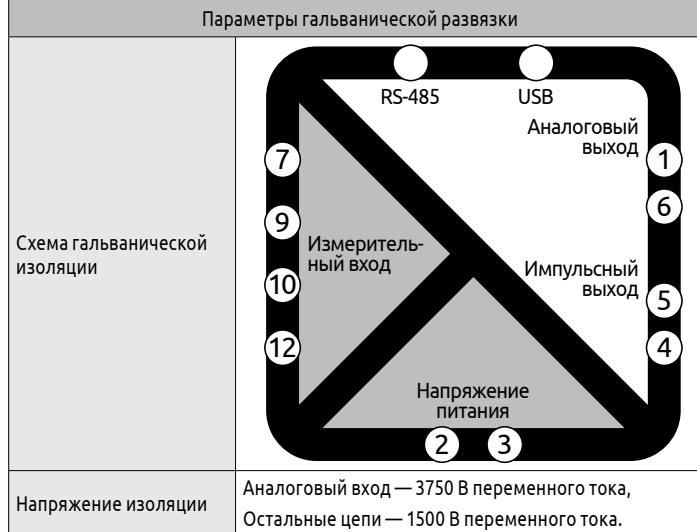 Параметры гальванической развязки
Схема гальванической
изоляции
RS-485
USB
Аналоговый
выход
1
7
6
9
Измеритель-
ный вход
Импульсный
выход
10
5
12
4
Напряжение
питания
2
3
Напряжение изоляции
Аналоговый вход — 3750 В переменного тока,
Остальные цепи — 1500 В переменного тока.